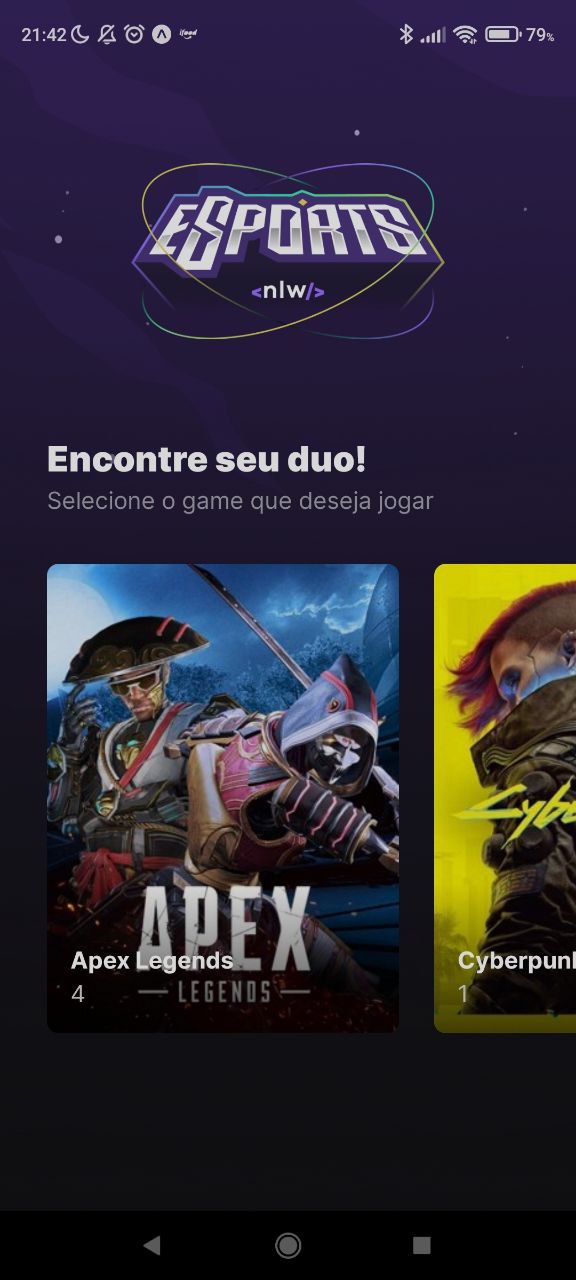 21:42
ifood
79%
ESPORTS
<nlw/>
Encontre seu duo!
Selecione o game que deseja jogar
APEX
Apex Legends
4
LEGENDS
Cybe
Cyberpun
1